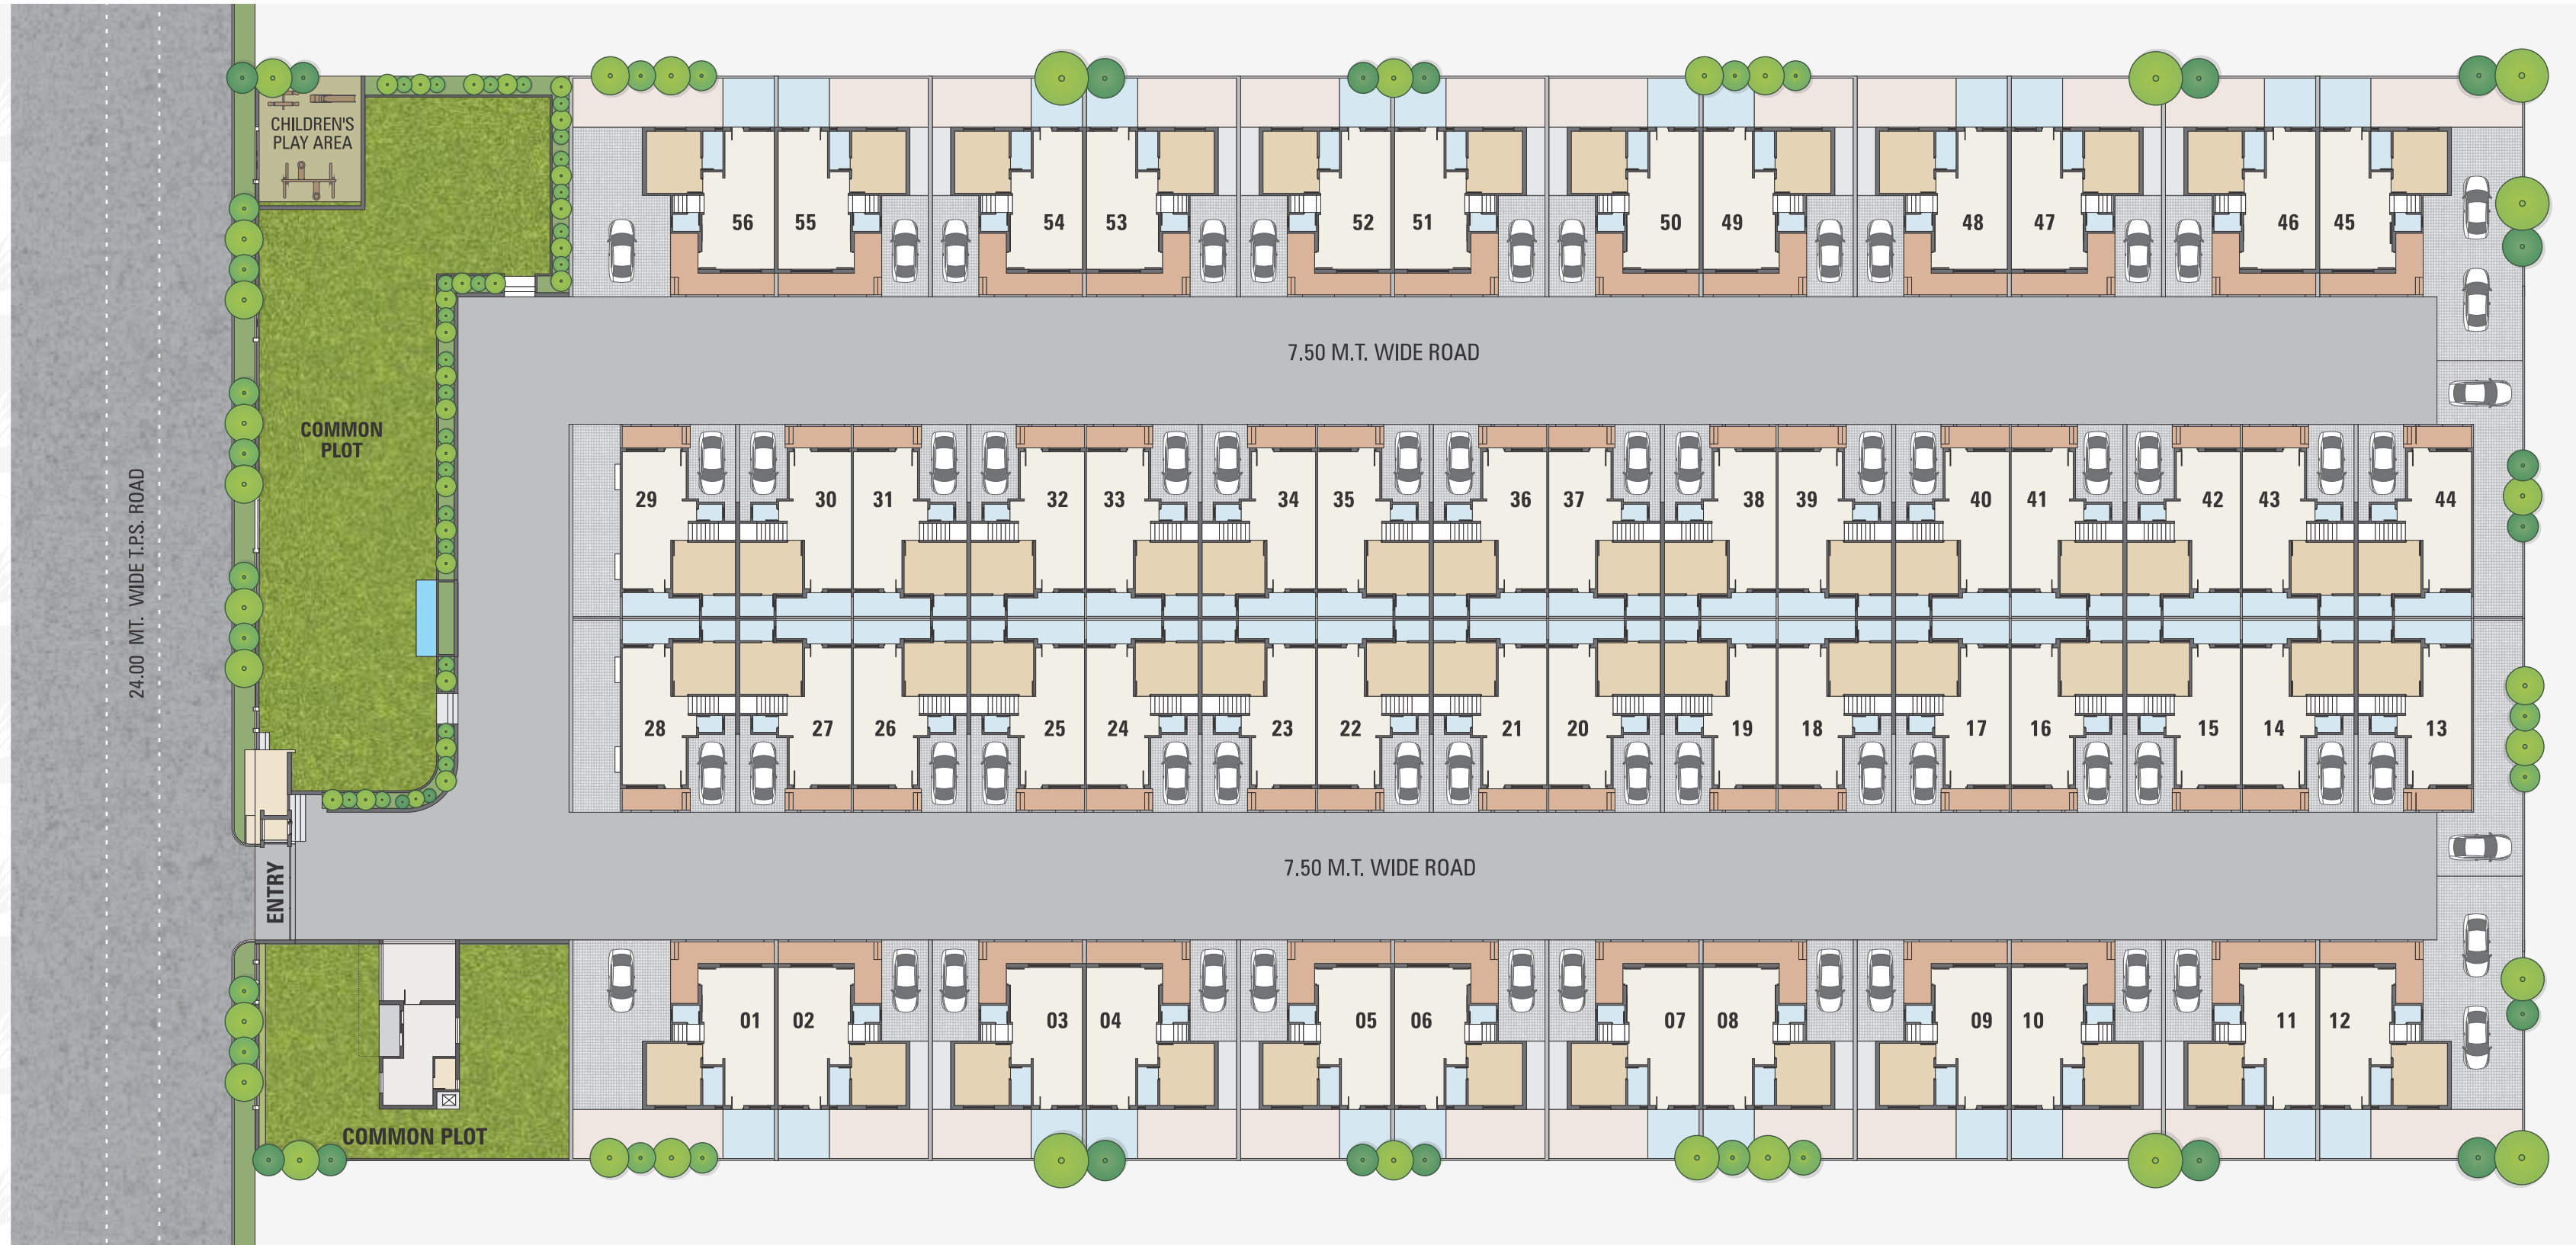 CHILDREN'S
PLAY AREA
56 55 54 53 52 51 50 49 48 47 46 45
7.50 M.T. WIDE ROAD
COMMON
PLOT
24.00 MT. WIDE T.P.S. ROAD
29 30 31 32 33 34 35 36 37 38 39 40 41 42 43 44
28 27 26 25 24 23 22 21 20 19 18 17 16 15 14 13
7.50 M.T. WIDE ROAD
ENTRY
01 02 03 04 05 06 07 08 09 10 11 12
COMMON PLOT